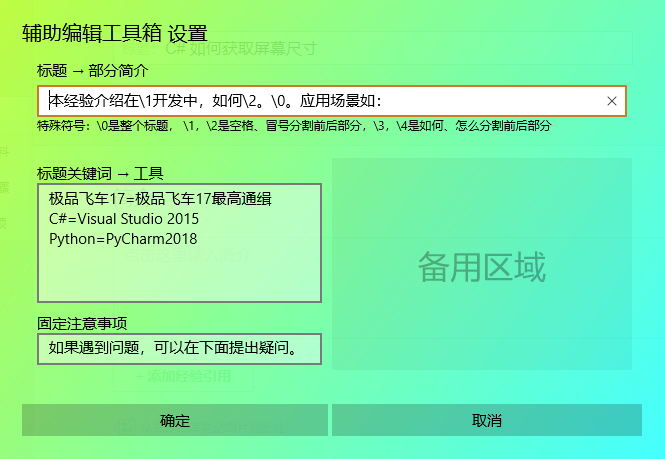 辅助编辑工具箱 设置
C# 如何获取屏幕尺寸
标题 → 部分简介
本经验介绍在\1开发中，如何\2。\0。应用场景如：
特殊符号：\0是整个标题， \1，\2是空格、冒号分割前后部分，\3，\4是如何、怎么分割前后部分
标题关键词 → 工具
极品飞车17=极品飞车17最高通缉
C#=Visual Studio 2015
Python=PyCharm2018
备用区域
固定注意事项
如果遇到问题，可以在下面提出疑问。
+ 添加经验引用
确定
取消